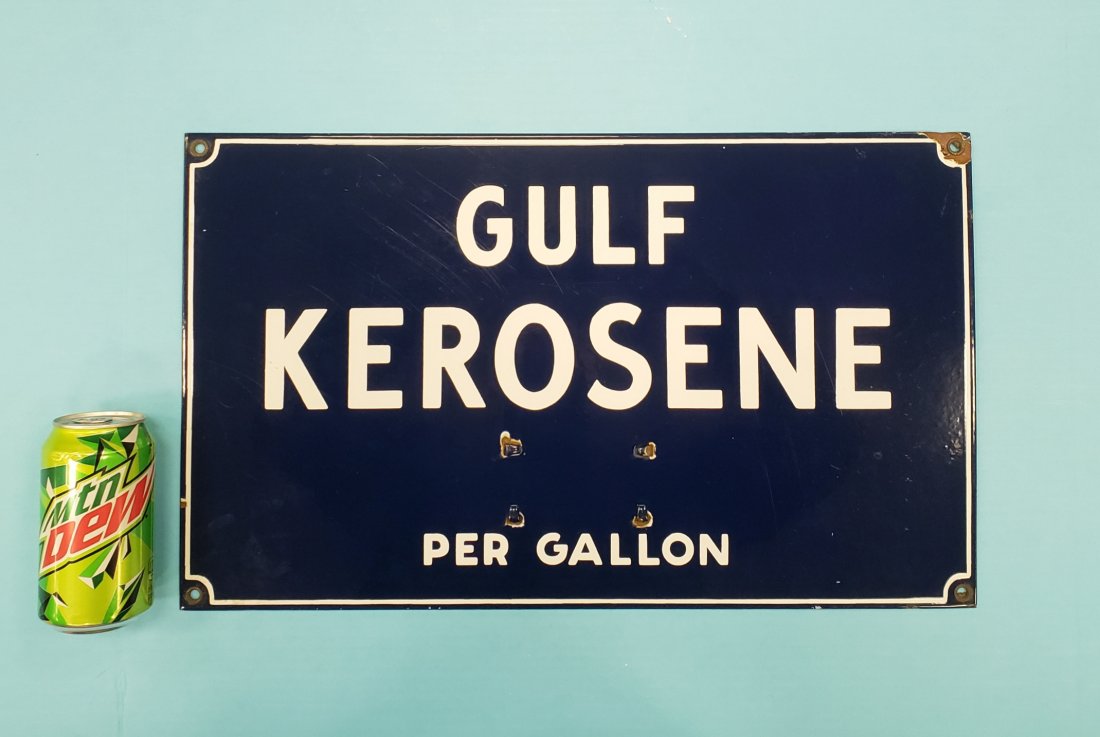 GULF
KEROSENE
PER GALLON
Mtn
Dew